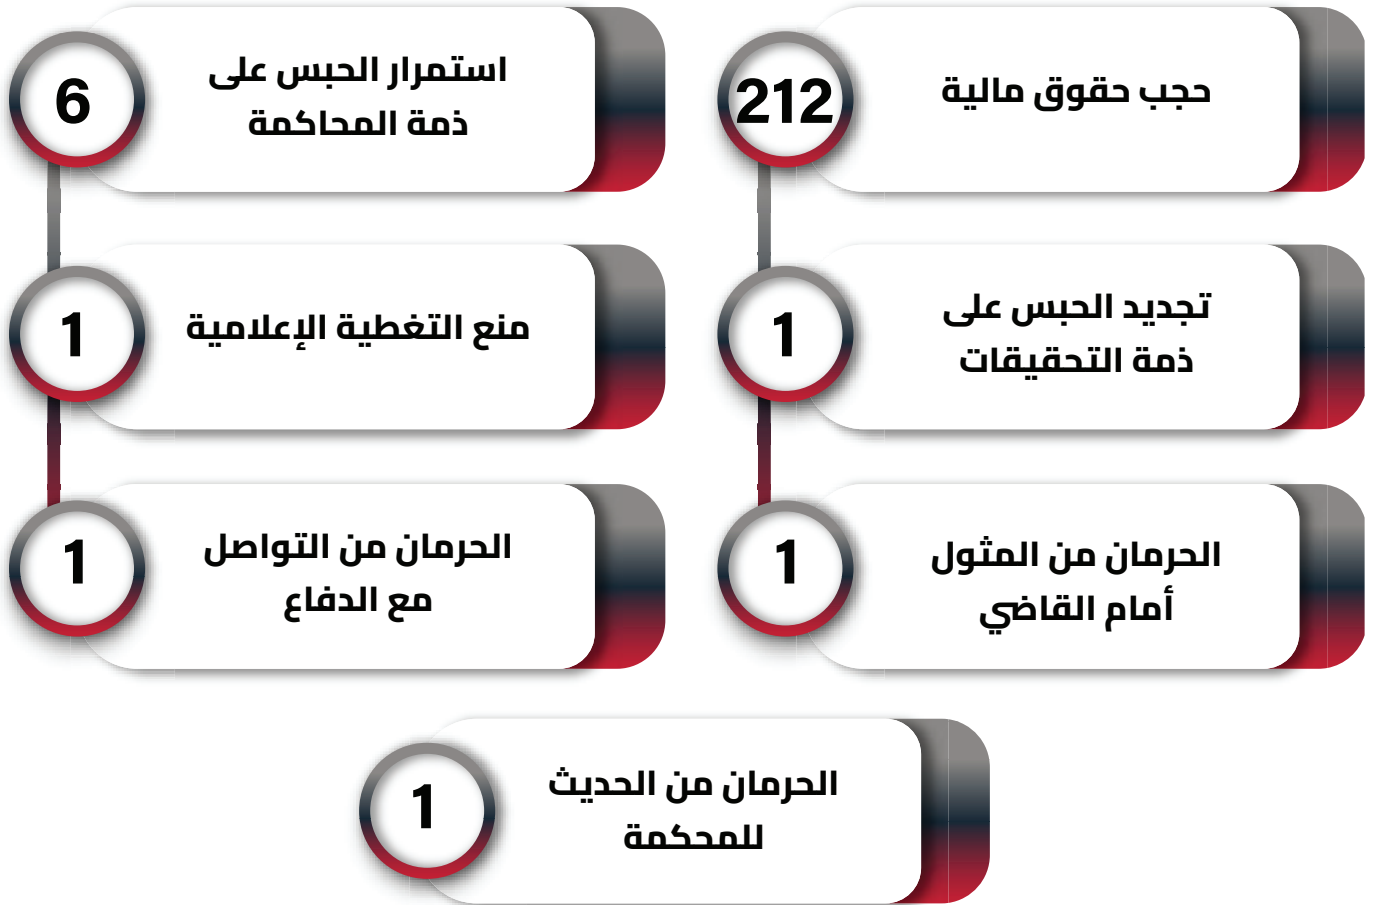 حجب حقوق مالية
212
استمرار الحبس على
ذمة المحاكمة
6
تجديد الحبس على
ذمة التحقيقات
1
منع التغطية الإعلامية
1
الحرمان من المثول
أمام القاضي
1
الحرمان من التواصل
مع الدفاع
1
الحرمان من الحديث
للمحكمة
1